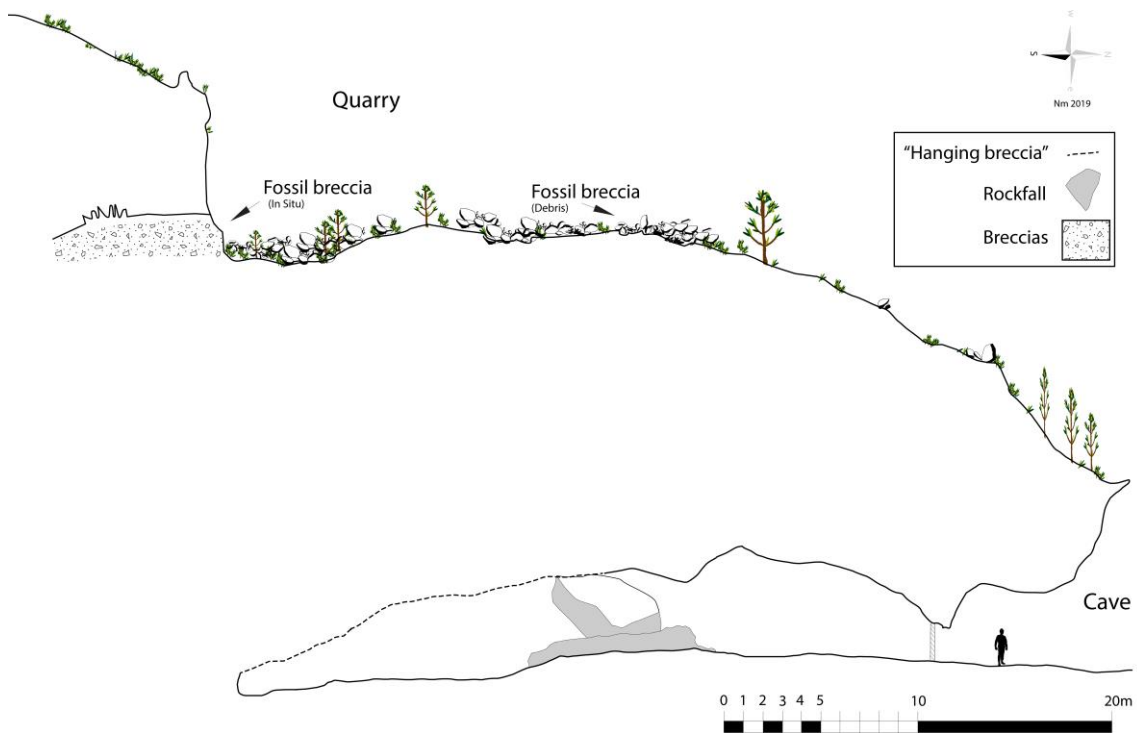 W
S
N
E
Nm 2019
Quarry
"Hanging breccia"
Rockfall
Breccias
Fossil breccia
(In Situ)
Fossil breccia
(Debris)
Cave
0 1 2 3 4 5 10 20m